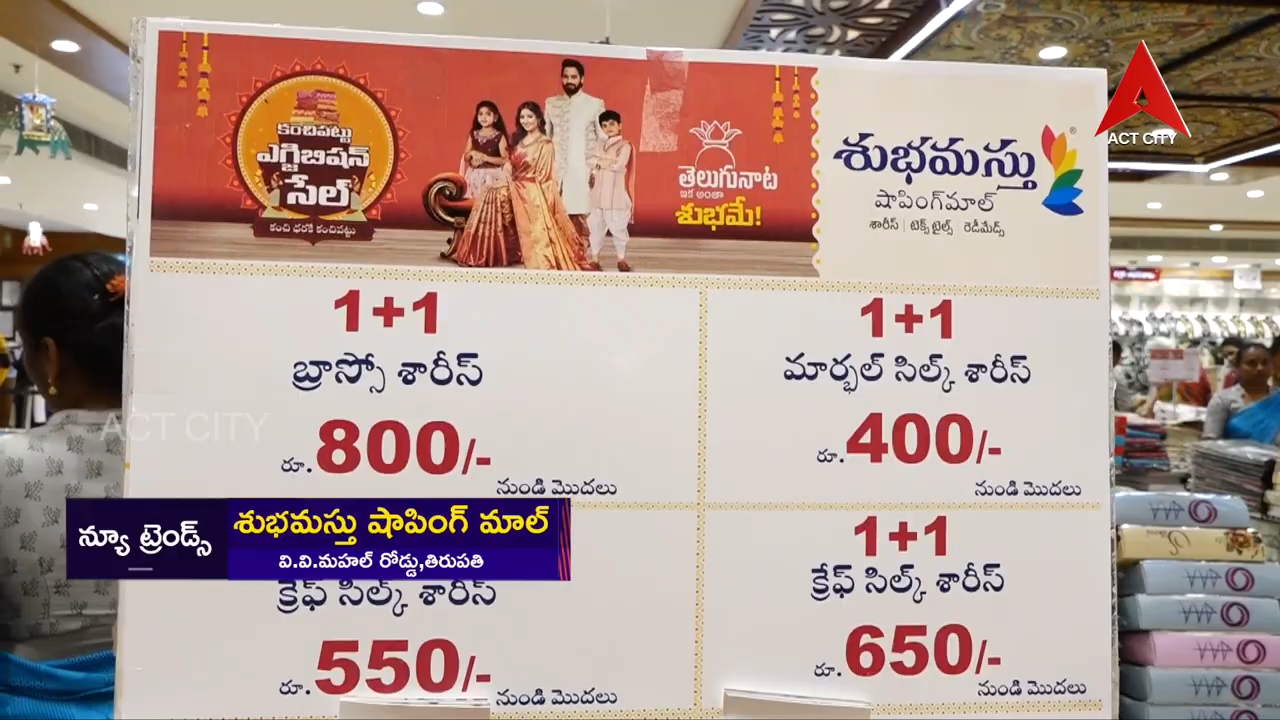 ACT CITY
కంచిపట్టు
ఎగ్జిబిషన్
సేల్
కంచి ధరకే కంచిపట్టు
తెలుగునాట
ఇక అంతా
శుభమే!
శుభమస్తు
షాపింగ్ మాల్
శారీస్ | టెక్స్ టైల్స్ రెడీమేడ్స్
1+1
బ్రాస్సో శారీస్
రూ. 800/-
నుండి మొదలు
1+1
మార్బల్ సిల్క్ శారీస్
రూ. 400/-
నుండి మొదలు
ACT CITY
న్యూ ట్రెండ్స్
శుభమస్తు షాపింగ్ మాల్
వి.వి.మహల్ రోడ్డు,తిరుపతి
క్రేఫ్ సిల్క్ శారీస్
రూ. 550/-
నుండి మొదలు
1+1
క్రేఫ్ సిల్క్ శారీస్
రూ. 650/-
నుండి మొదలు